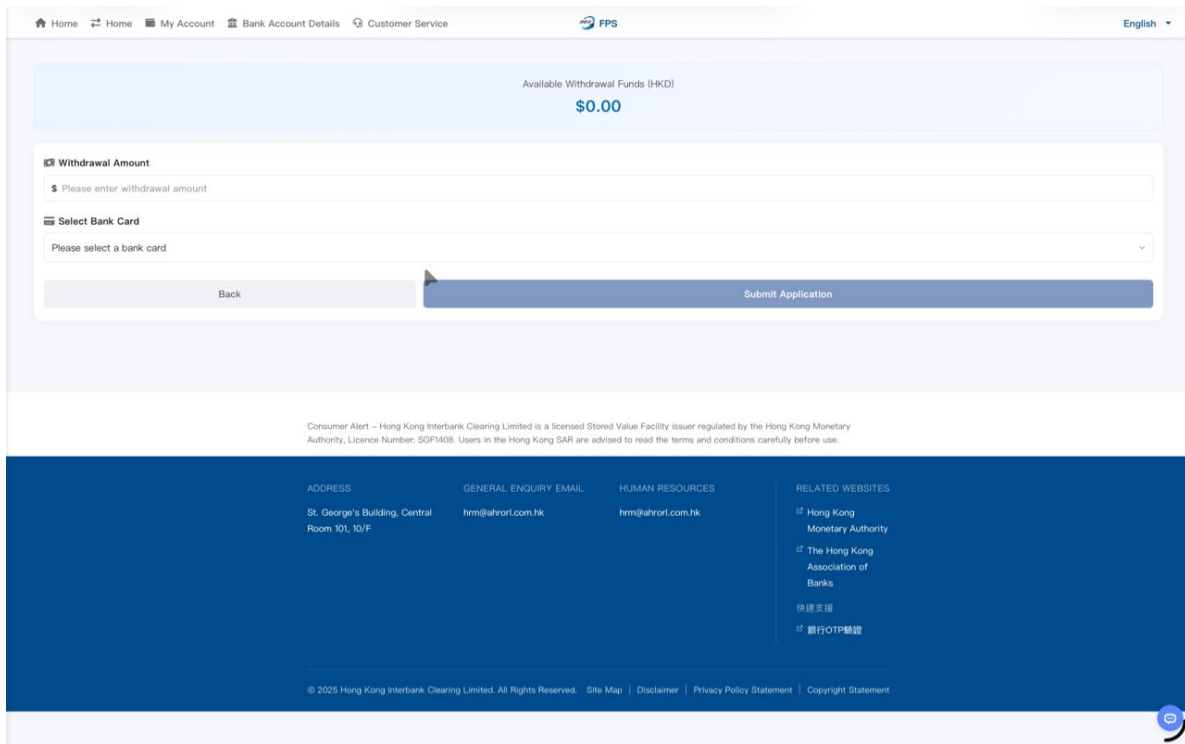 Home Home My Account Bank Account Details Customer Service FPS English
Available Withdrawal Funds (HKD)
$0.00
Withdrawal Amount
$ Please enter withdrawal amount
Select Bank Card
Please select a bank card
Back Submit Application
Consumer Alert – Hong Kong Interbank Clearing Limited is a licensed Stored Value Facility issuer regulated by the Hong Kong Monetary
Authority, Licence Number: SGF1408. Users in the Hong Kong SAR are advised to read the terms and conditions carefully before use.
ADDRESS
St. George's Building, Central
Room 101, 10/F
GENERAL ENQUIRY EMAIL
hrm@ahrorl.com.hk
HUMAN RESOURCES
hrm@ahrorl.com.hk
RELATED WEBSITES
Hong Kong
Monetary Authority
The Hong Kong
Association of
Banks
快速支援
銀行OTP驗證
© 2025 Hong Kong Interbank Clearing Limited. All Rights Reserved. Site Map | Disclaimer | Privacy Policy Statement | Copyright Statement